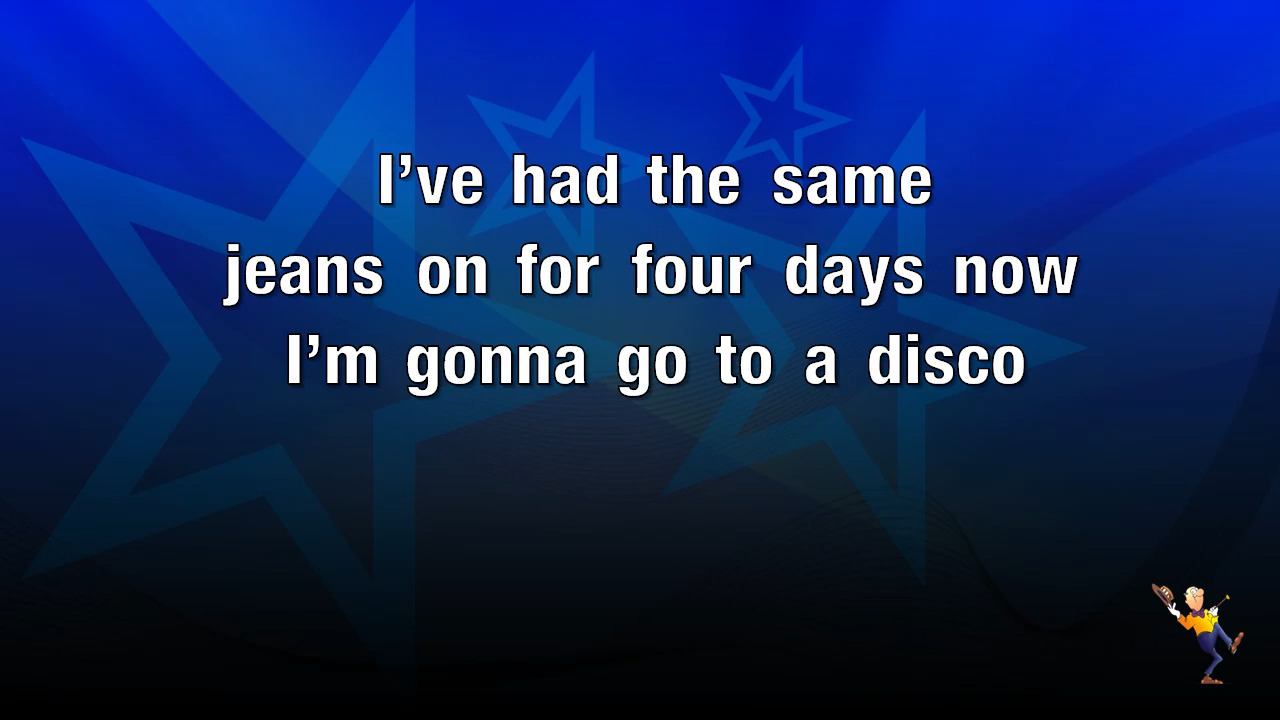 I’ve had the same
jeans on for four days now
I’m gonna go to a disco